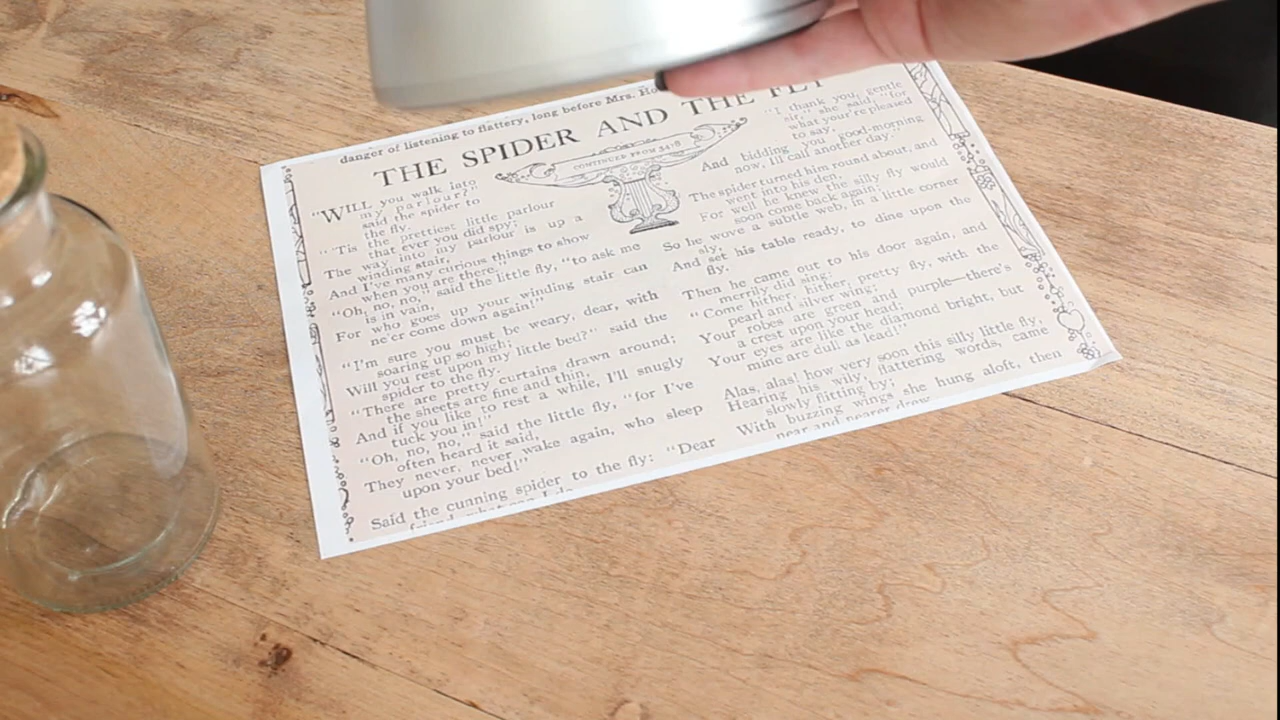 danger of listening to flattery, long before Mrs.
THE SPIDER AND THE FLY
CONTINUED FROM 3478
"WILL you walk into
my parlour?"
said the spider to
the fly.
"'Tis the prettiest little parlour
that ever you did spy;
The way into my parlour is up a
winding stair,
And I've many curious things to show
when you are there."
"Oh, no, no," said the little fly, "to ask me
is in vain,
For who goes up your winding stair can
ne'er come down again!"
"I'm sure you must be weary, dear, with
soaring up so high;
Will you rest upon my little bed?" said the
spider to the fly.
"There are pretty curtains drawn around;
the sheets are fine and thin,
And if you like to rest a while, I'll snugly
tuck you in!"
"Oh, no, no," said the little fly, "for I've
often heard it said,
They never, never wake again, who sleep
upon your bed!"
Said the cunning spider to the fly: "Dear
friend, what can I do
"I thank you, gentle
sir," she said, "for
what your're pleased
to say,
And bidding you good-morning
now, I'll call another day."
The spider turned him round about, and
went into his den,
For well he knew the silly fly would
soon come back again;
So he wove a subtle web, in a little corner
sly,
And set his table ready, to dine upon the
fly.
Then he came out to his door again, and
merrily did sing:
"Come hither, hither, pretty fly, with the
pearl and silver wing;
Your robes are green and purple—there's
a crest upon your head;
Your eyes are like the diamond bright, but
mine are dull as lead!"
Alas, alas! how very soon this silly little fly,
Hearing his wily, flattering words, came
slowly flitting by;
With buzzing wings she hung aloft, then
near and nearer drew,